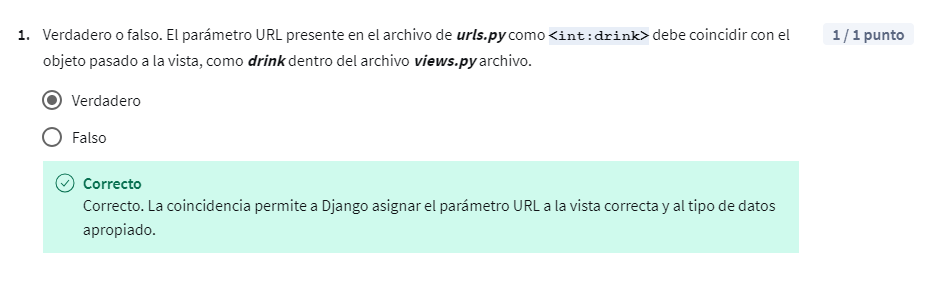 1. Verdadero o falso. El parámetro URL presente en el archivo de urls.py como <int:drink> debe coincidir con el 1 / 1 punto
objeto pasado a la vista, como drink dentro del archivo views.py archivo.
Verdadero
Falso
Correcto
Correcto. La coincidencia permite a Django asignar el parámetro URL a la vista correcta y al tipo de datos
apropiado.